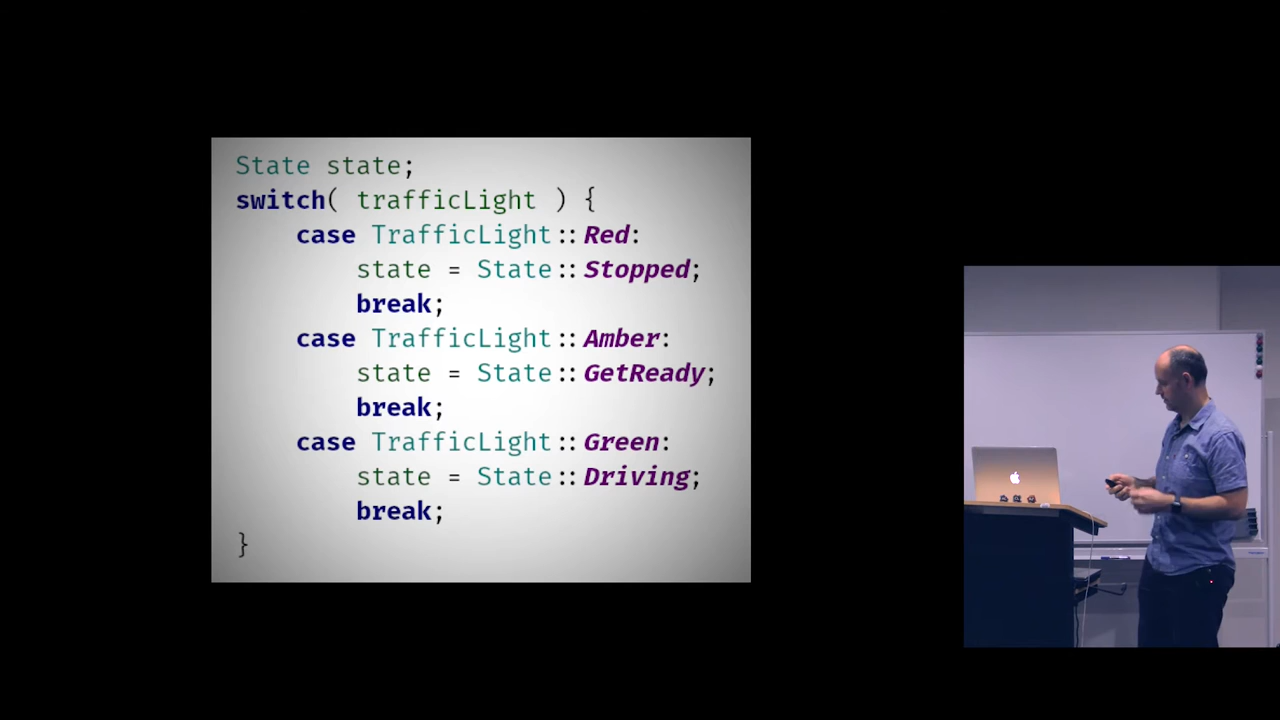 State state;
switch( trafficLight ) {
    case TrafficLight::Red:
        state = State::Stopped;
        break;
    case TrafficLight::Amber:
        state = State::GetReady;
        break;
    case TrafficLight::Green:
        state = State::Driving;
        break;
}